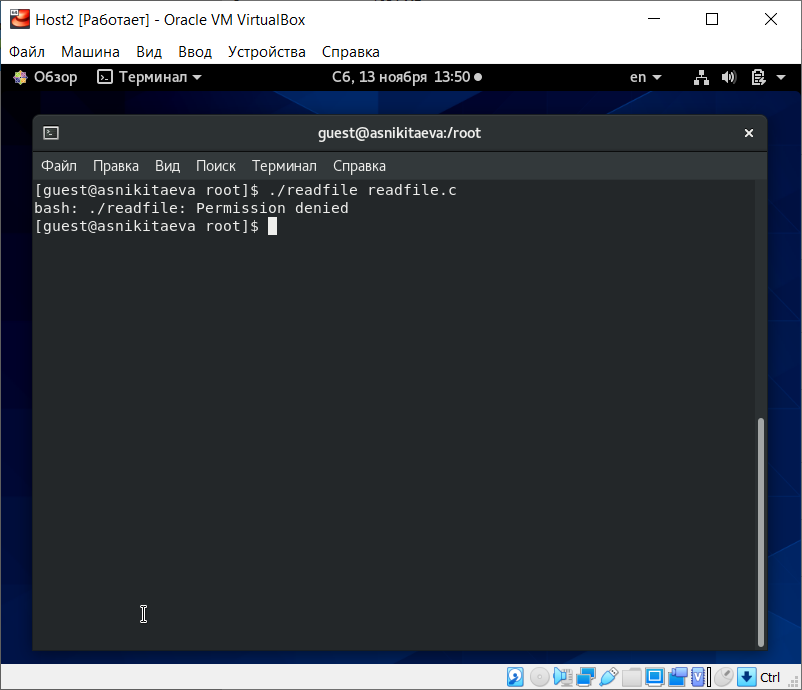 Host2 [Работает] - Oracle VM VirtualBox
Файл Машина Вид Ввод Устройства Справка
Обзор Терминал Сб, 13 ноября 13:50 en
guest@asnikitaeva:/root
Файл Правка Вид Поиск Терминал Справка
[guest@asnikitaeva root]$ ./readfile readfile.c
bash: ./readfile: Permission denied
[guest@asnikitaeva root]$
Ctrl